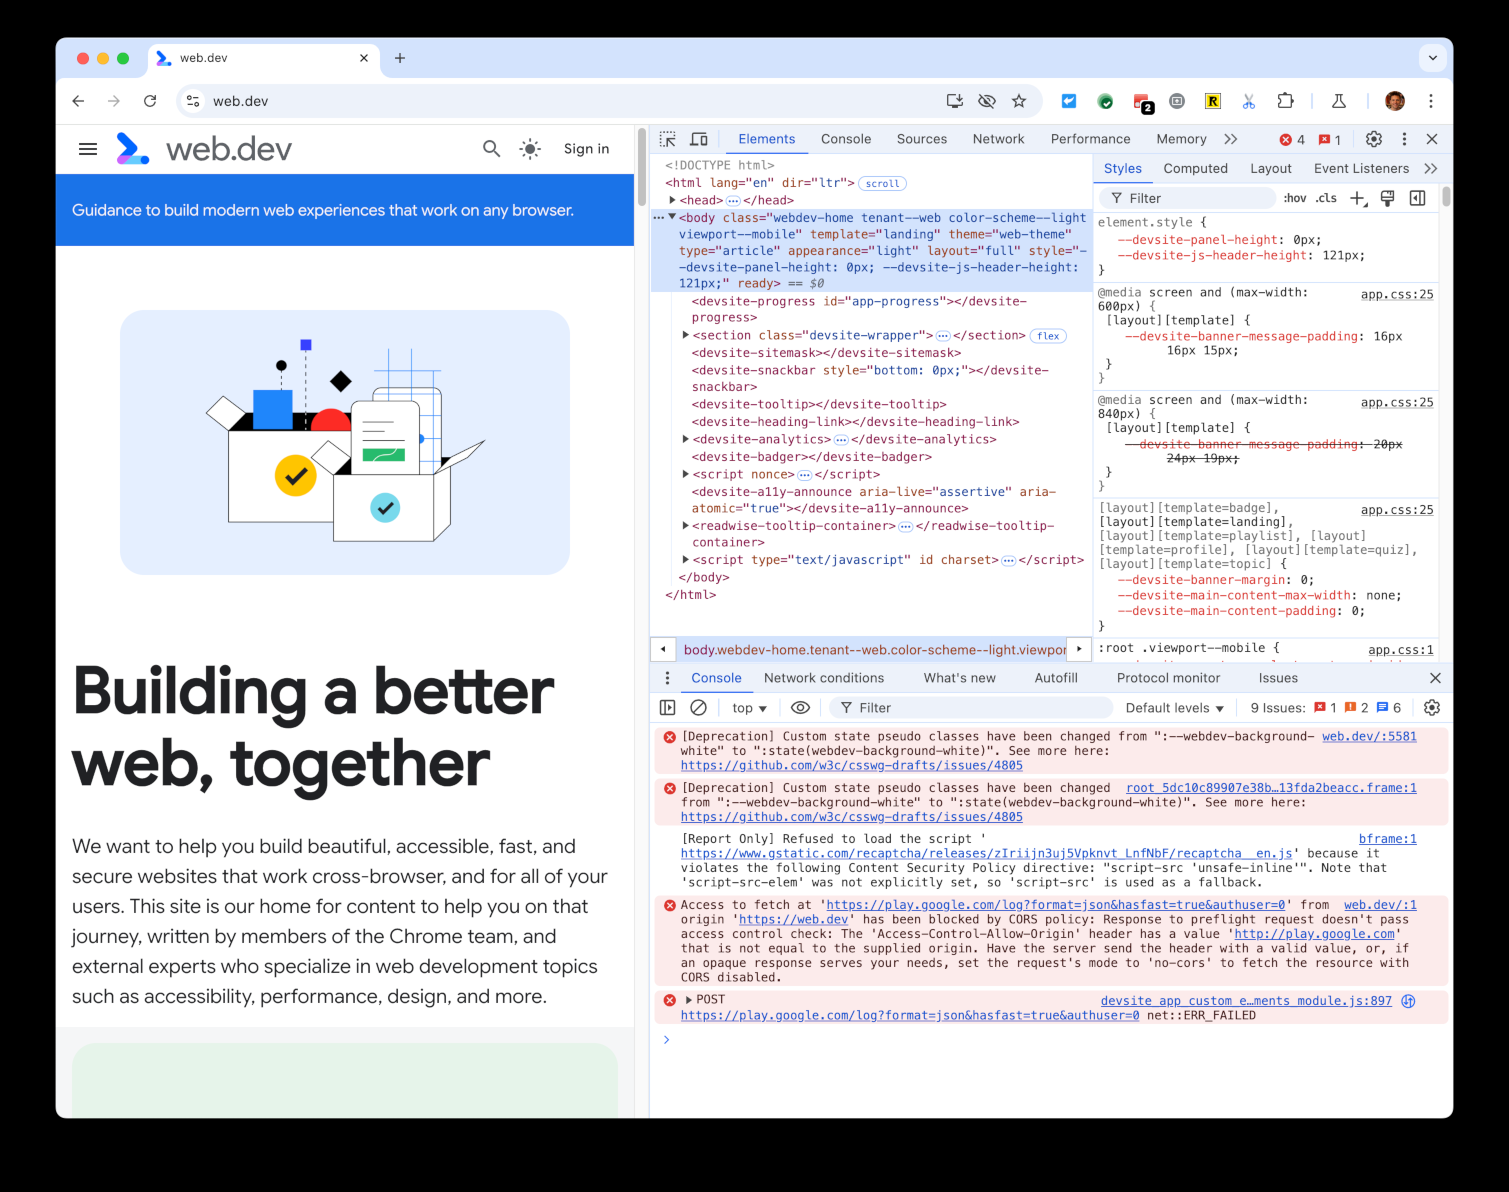 web.dev
web.dev
2
R
web.dev
Sign in
Guidance to build modern web experiences that work on any browser.
Building a better
web, together
We want to help you build beautiful, accessible, fast, and
secure websites that work cross-browser, and for all of your
users. This site is our home for content to help you on that
journey, written by members of the Chrome team, and
external experts who specialize in web development topics
such as accessibility, performance, design, and more.
Elements Console Sources Network Performance Memory 4 1
<!DOCTYPE html>
<html lang="en" dir="ltr"> scroll
<head> ⋯ </head>
<body class="webdev-home tenant--web color-scheme--light
viewport--mobile" template="landing" theme="web-theme"
type="article" appearance="light" layout="full" style="-
-devsite-panel-height: 0px; --devsite-js-header-height:
121px;" ready> == $0
<devsite-progress id="app-progress"></devsite-
progress>
<section class="devsite-wrapper"> ⋯ </section> flex
<devsite-sitemask></devsite-sitemask>
<devsite-snackbar style="bottom: 0px;"></devsite-
snackbar>
<devsite-tooltip></devsite-tooltip>
<devsite-heading-link></devsite-heading-link>
<devsite-analytics> ⋯ </devsite-analytics>
<devsite-badger></devsite-badger>
<script nonce> ⋯ </script>
<devsite-a11y-announce aria-live="assertive" aria-
atomic="true"></devsite-a11y-announce>
<readwise-tooltip-container> ⋯ </readwise-tooltip-
container>
<script type="text/javascript" id charset> ⋯ </script>
</body>
</html>
body.webdev-home.tenant--web.color-scheme--light.viewpor
Styles Computed Layout Event Listeners
Filter :hov .cls
element.style {
--devsite-panel-height: 0px;
--devsite-js-header-height: 121px;
}
@media screen and (max-width: app.css:25
600px) {
[layout][template] {
--devsite-banner-message-padding: 16px
16px 15px;
}
}
@media screen and (max-width: app.css:25
840px) {
[layout][template] {
--devsite-banner-message-padding: 20px
24px 19px;
}
}
[layout][template=badge], app.css:25
[layout][template=landing],
[layout][template=playlist], [layout]
[template=profile], [layout][template=quiz],
[layout][template=topic] {
--devsite-banner-margin: 0;
--devsite-main-content-max-width: none;
--devsite-main-content-padding: 0;
}
:root .viewport--mobile { app.css:1
Console Network conditions What's new Autofill Protocol monitor Issues
top Filter Default levels 9 Issues: 1 2 6
[Deprecation] Custom state pseudo classes have been changed from ":--webdev-background- web.dev/:5581
white" to ":state(webdev-background-white)". See more here:
https://github.com/w3c/csswg-drafts/issues/4805
[Deprecation] Custom state pseudo classes have been changed root_5dc10c89907e38b…13fda2beacc.frame:1
from ":--webdev-background-white" to ":state(webdev-background-white)". See more here:
https://github.com/w3c/csswg-drafts/issues/4805
[Report Only] Refused to load the script ' bframe:1
https://www.gstatic.com/recaptcha/releases/zIriijn3uj5Vpknvt_LnfNbF/recaptcha__en.js' because it
violates the following Content Security Policy directive: "script-src 'unsafe-inline'". Note that
'script-src-elem' was not explicitly set, so 'script-src' is used as a fallback.
Access to fetch at 'https://play.google.com/log?format=json&hasfast=true&authuser=0' from web.dev/:1
origin 'https://web.dev' has been blocked by CORS policy: Response to preflight request doesn't pass
access control check: The 'Access-Control-Allow-Origin' header has a value 'http://play.google.com'
that is not equal to the supplied origin. Have the server send the header with a valid value, or, if
an opaque response serves your needs, set the request's mode to 'no-cors' to fetch the resource with
CORS disabled.
POST devsite_app_custom_e…ments_module.js:897
https://play.google.com/log?format=json&hasfast=true&authuser=0 net::ERR_FAILED